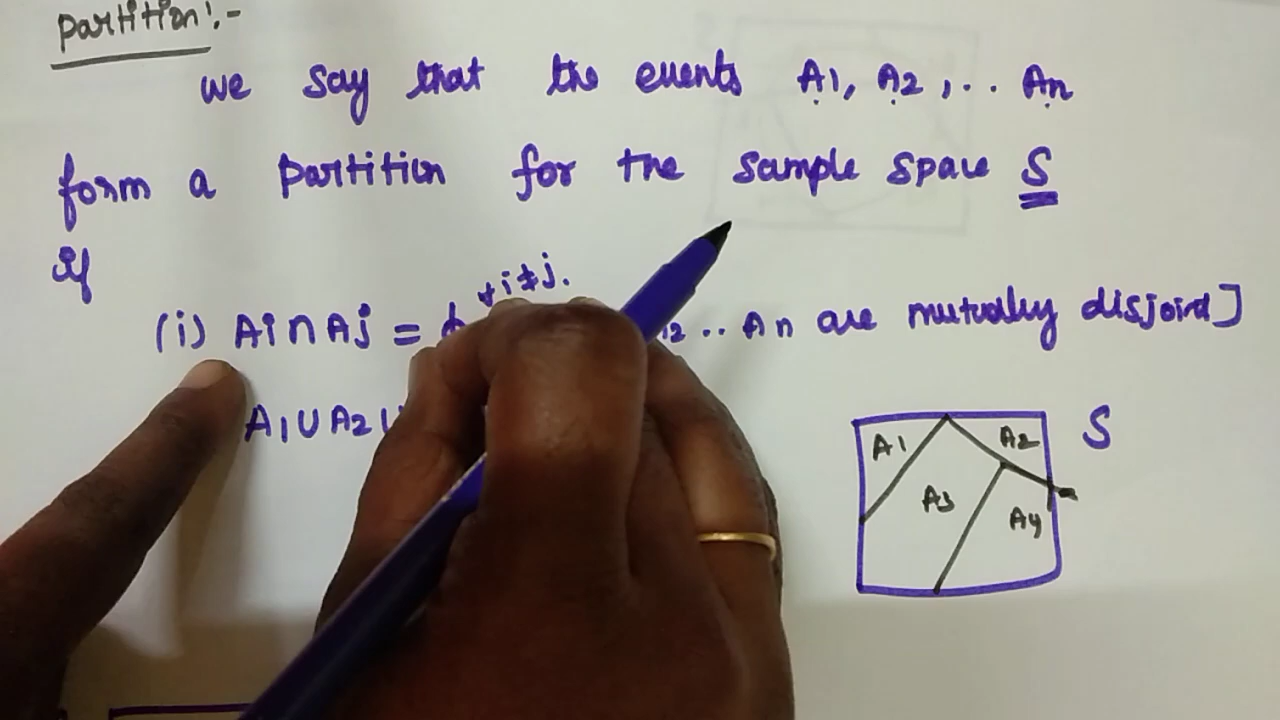 Partition:-
we say that the events A1, A2, ... An
form a Partition for the sample space S
if
∀ i ≠ j.
(i) Ai ∩ Aj = ϕ 2 .. An are mutually disjoint]
A1 ∪ A2 ∪
S
A1 A2
A3
A4